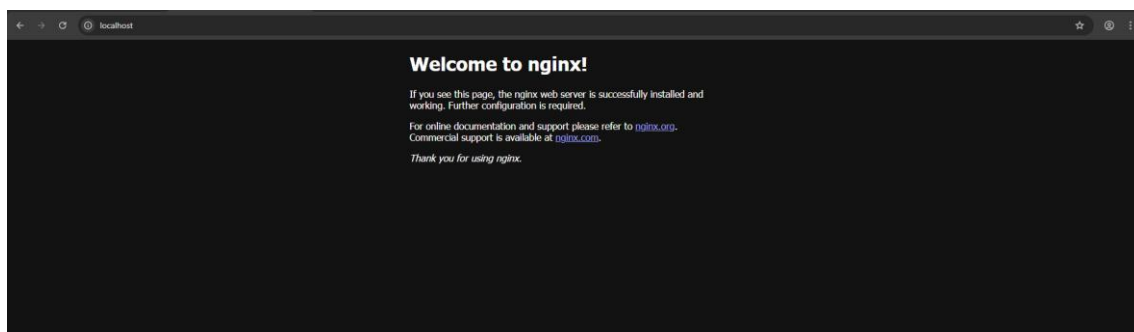 localhost
Welcome to nginx!
If you see this page, the nginx web server is successfully installed and
working. Further configuration is required.
For online documentation and support please refer to nginx.org.
Commercial support is available at nginx.com.
Thank you for using nginx.